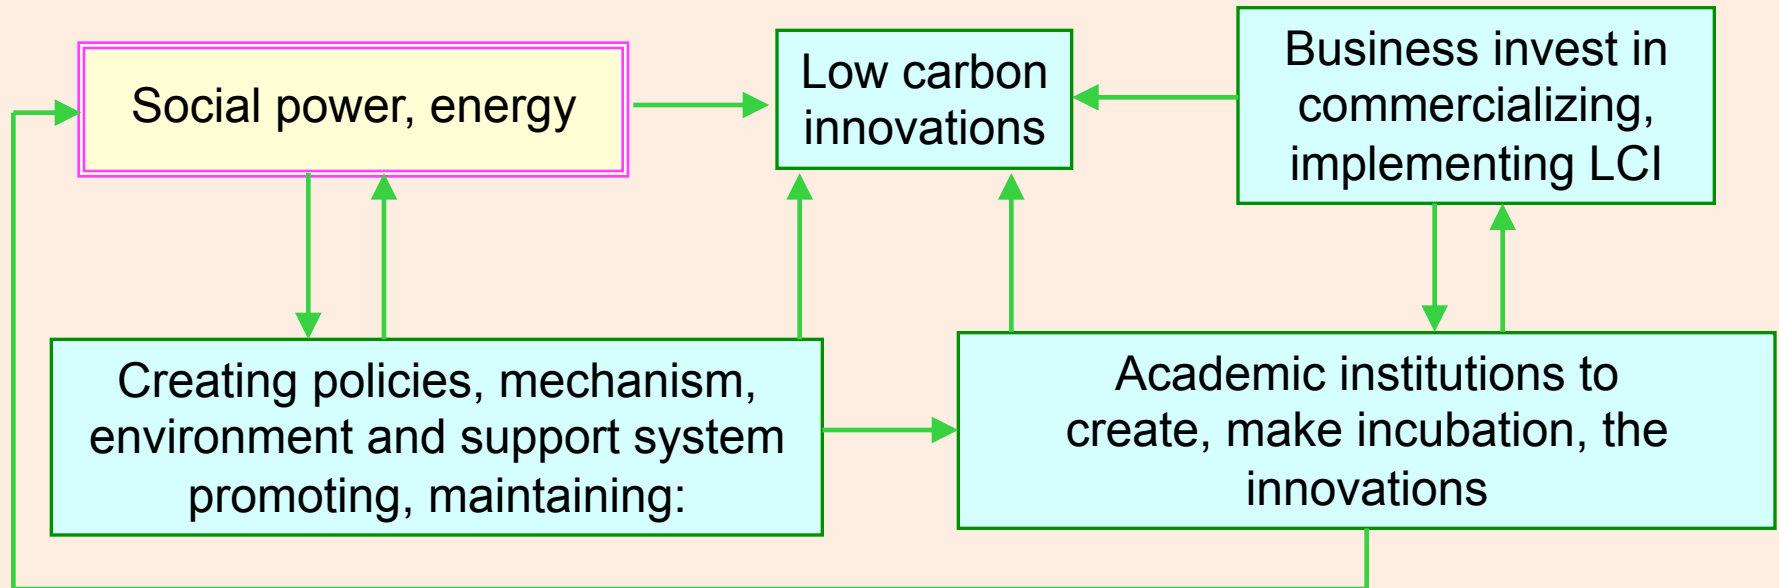 Social power, energy
Low carbon
innovations
Business invest in
commercializing,
implementing LCI
Creating policies, mechanism,
environment and support system
promoting, maintaining:
Academic institutions to
create, make incubation, the
innovations